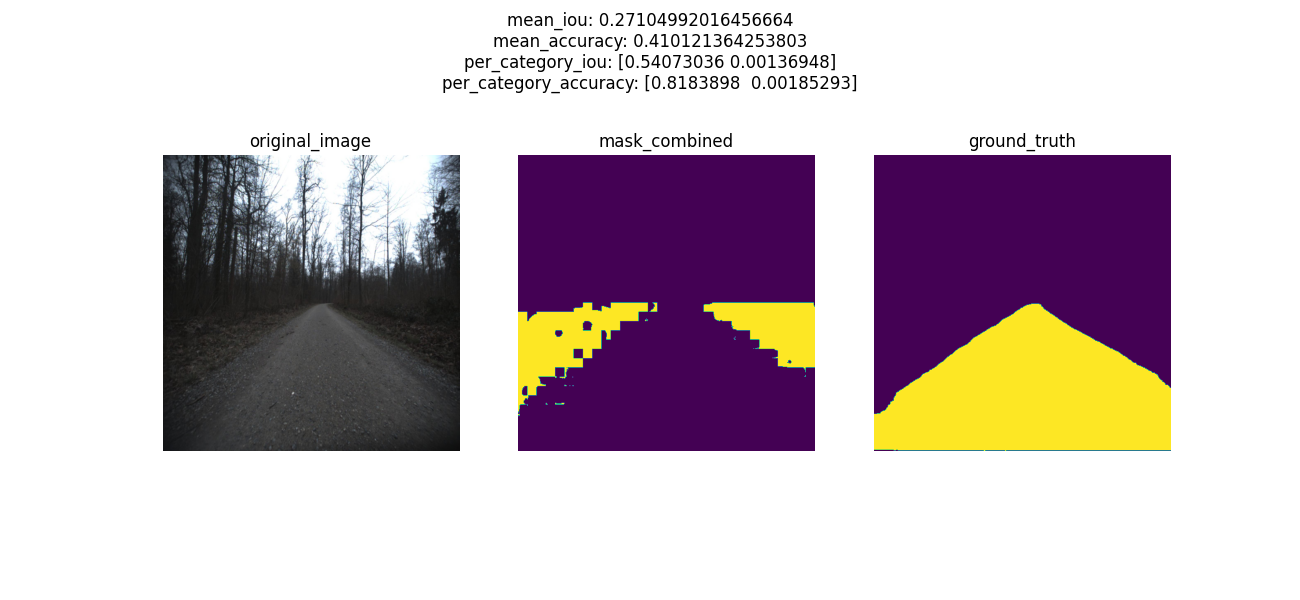 mean_iou: 0.27104992016456664
mean_accuracy: 0.410121364253803
per_category_iou: [0.54073036 0.00136948]
per_category_accuracy: [0.8183898  0.00185293]
original_image
mask_combined
ground_truth